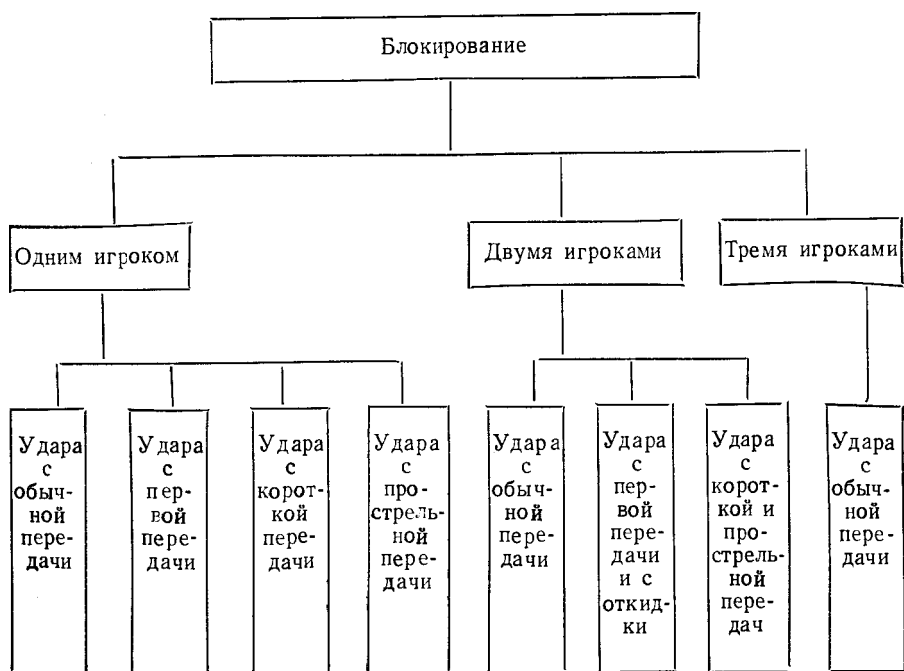 Блокирование
Одним игроком
Двумя игроками
Тремя игроками
Удара
с
обыч-
ной
пере-
дачи
Удара
с
пер-
вой
пере-
дачи
Удара
с
корот-
кой
пере-
дачи
Удара
с
про-
стрель-
ной
пере-
дачи
Удара
с
обыч-
ной
пере-
дачи
Удара
с
пер-
вой
пере-
дачи
и с
откид-
ки
Удара
с
корот-
кой и
про-
стрель-
ной
пере-
дач
Удара
с
обыч-
ной
пере-
дачи